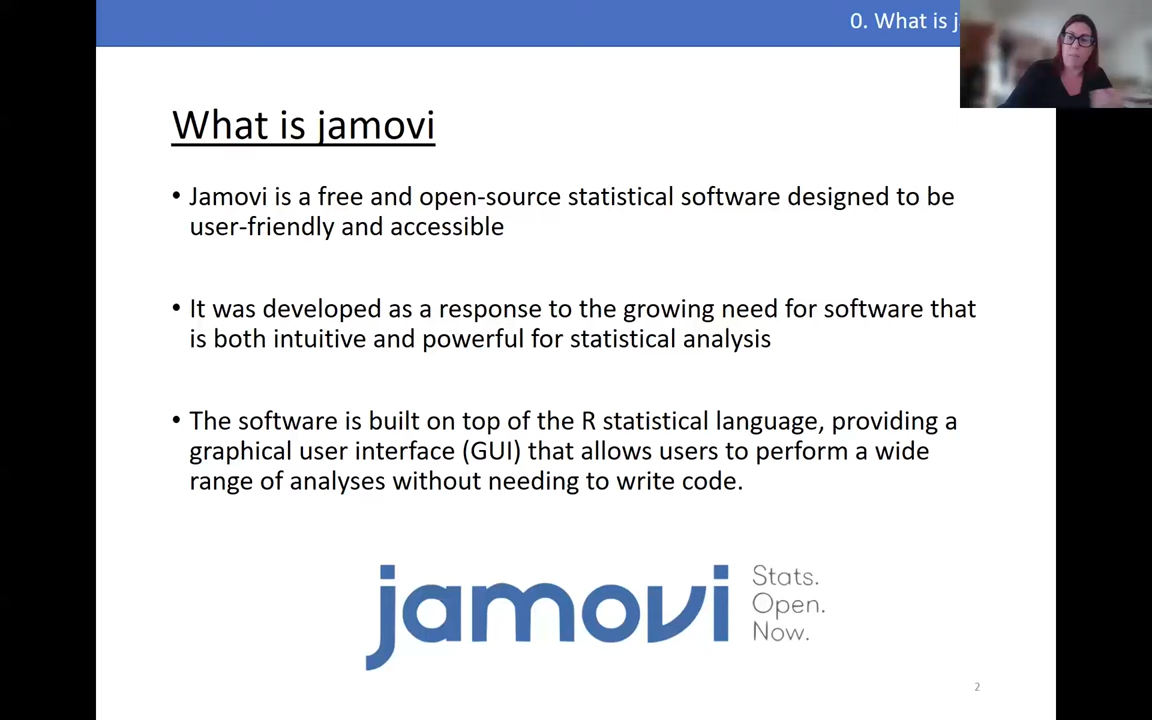 0. What is j
What is jamovi
• Jamovi is a free and open-source statistical software designed to be
user-friendly and accessible
• It was developed as a response to the growing need for software that
is both intuitive and powerful for statistical analysis
• The software is built on top of the R statistical language, providing a
graphical user interface (GUI) that allows users to perform a wide
range of analyses without needing to write code.
jamovi
Stats.
Open.
Now.
2